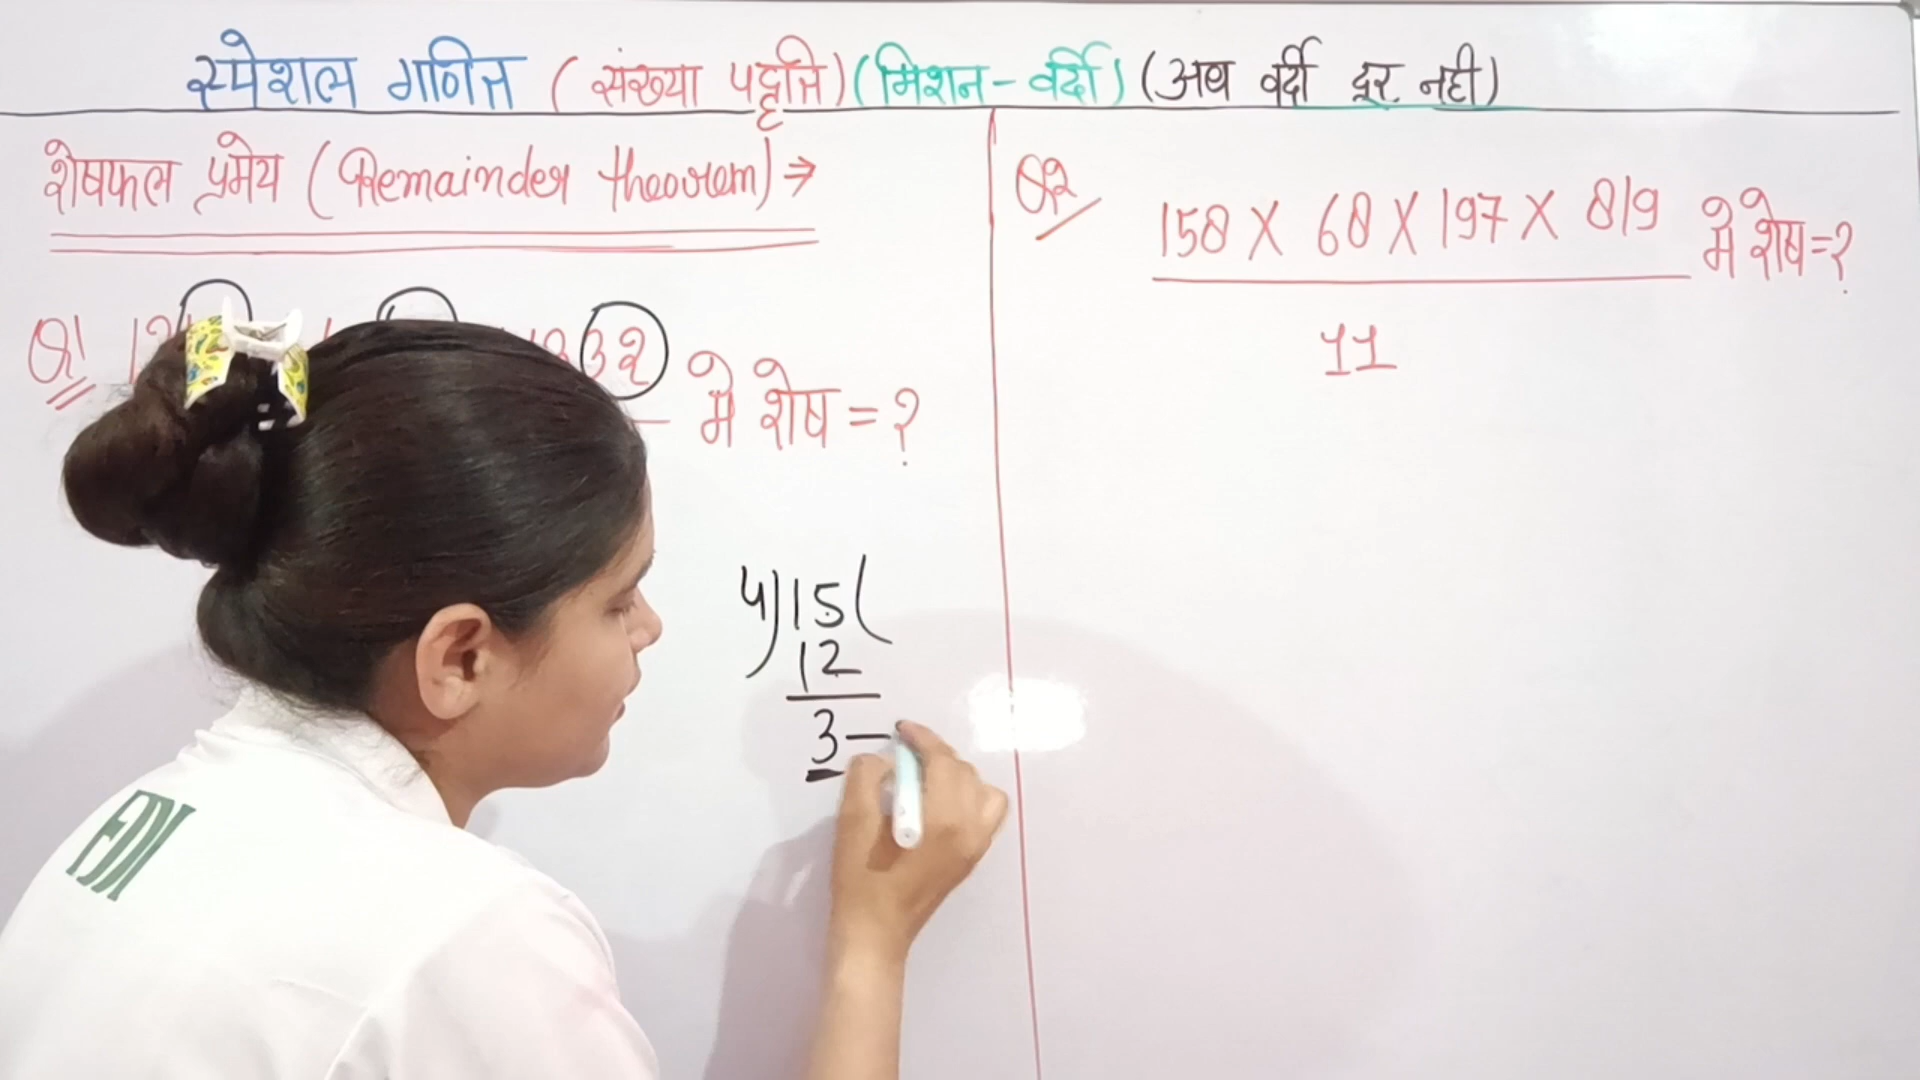 स्पेशल गणित (संख्या पद्धति) (मिशन-वर्दी) (अब वर्दी दूर नही)
शेषफल प्रमेय (Remainder theorem) →
Q1
32 मे शेष = ?
4)15(
12
3-
Q2
158 X 68 X 197 X 819 मे शेष=?
11